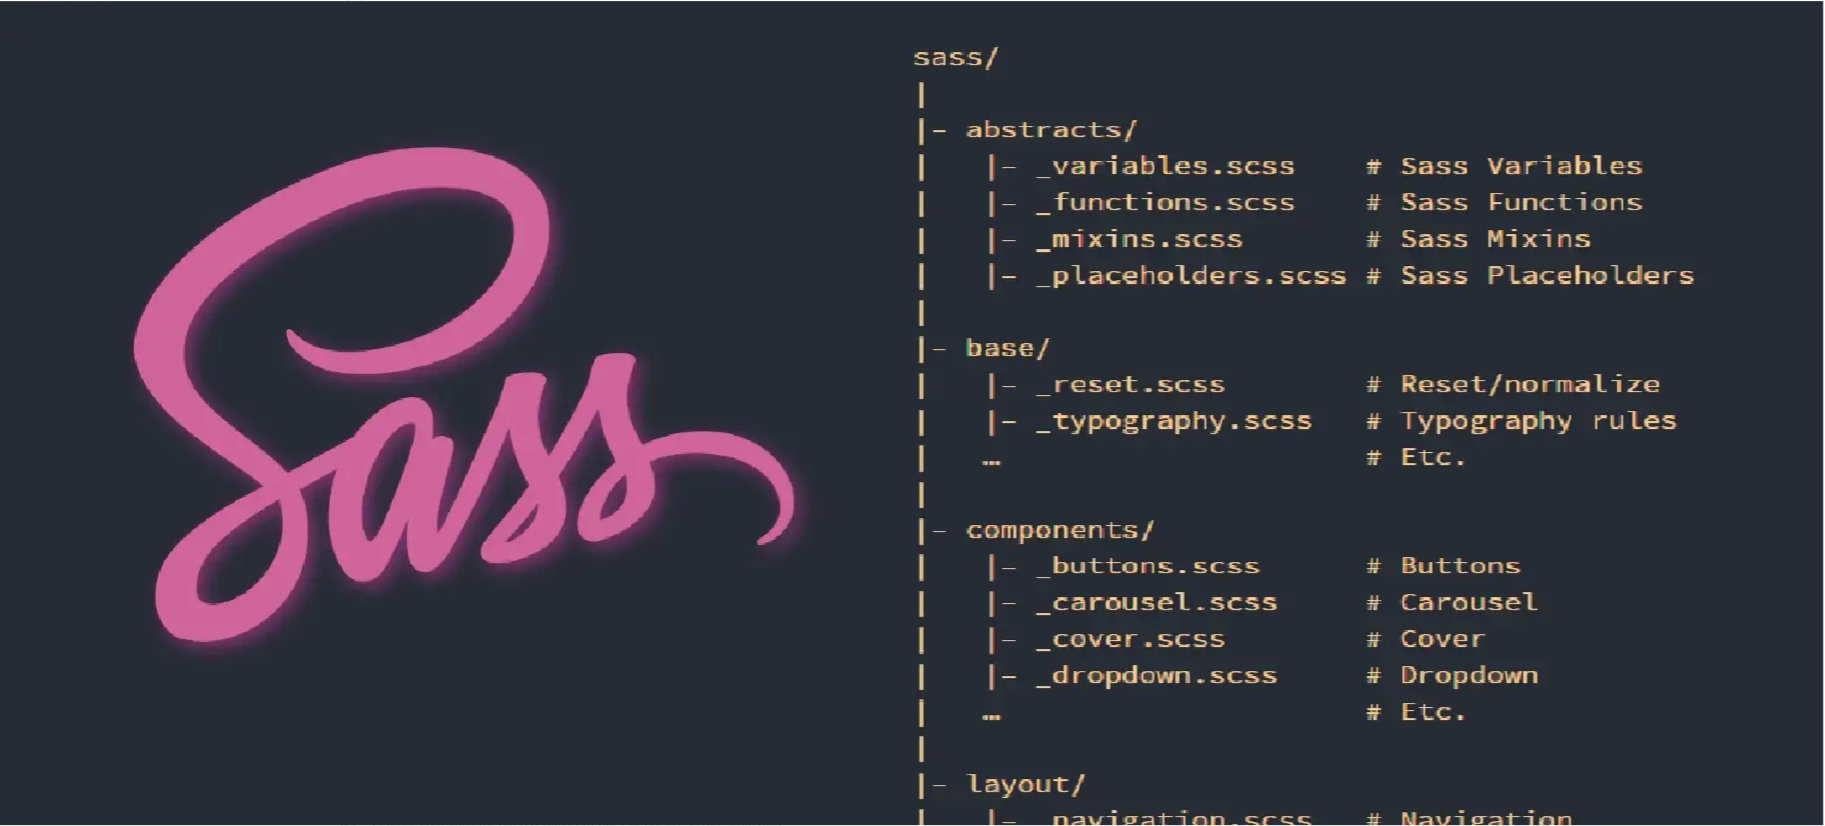 Sass
sass/
|
|- abstracts/
|   |- _variables.scss    # Sass Variables
|   |- _functions.scss    # Sass Functions
|   |- _mixins.scss       # Sass Mixins
|   |- _placeholders.scss # Sass Placeholders
|
|- base/
|   |- _reset.scss        # Reset/normalize
|   |- _typography.scss   # Typography rules
|   …                     # Etc.
|
|- components/
|   |- _buttons.scss      # Buttons
|   |- _carousel.scss     # Carousel
|   |- _cover.scss        # Cover
|   |- _dropdown.scss     # Dropdown
|   …                     # Etc.
|
|- layout/
|   |- _navigation.scss   # Navigation